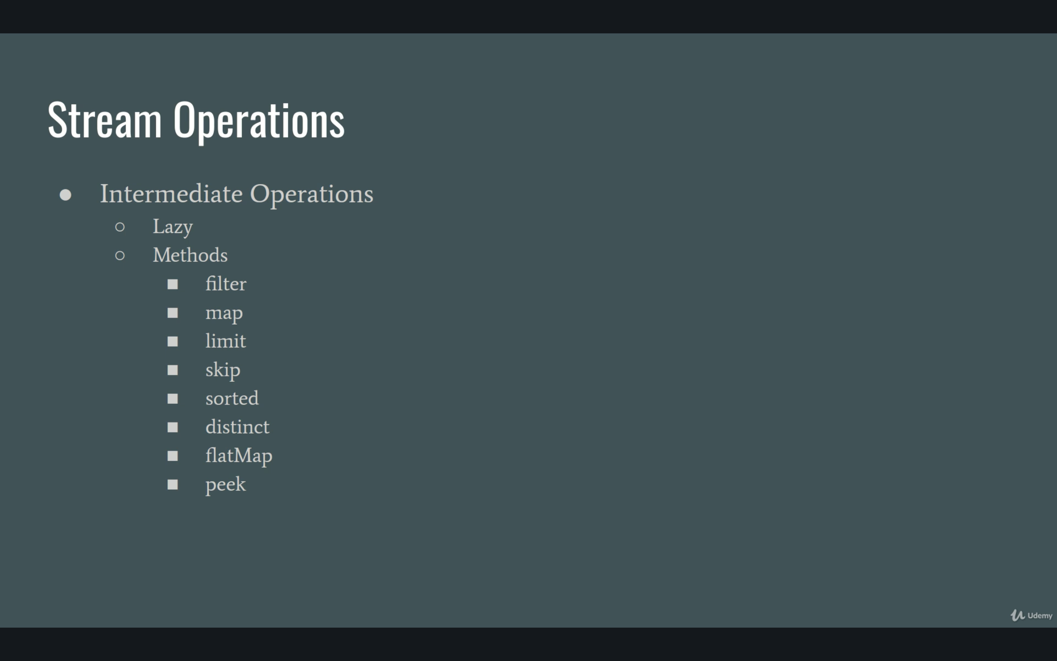 Stream Operations
● Intermediate Operations
○ Lazy
○ Methods
■ filter
■ map
■ limit
■ skip
■ sorted
■ distinct
■ flatMap
■ peek
Udemy